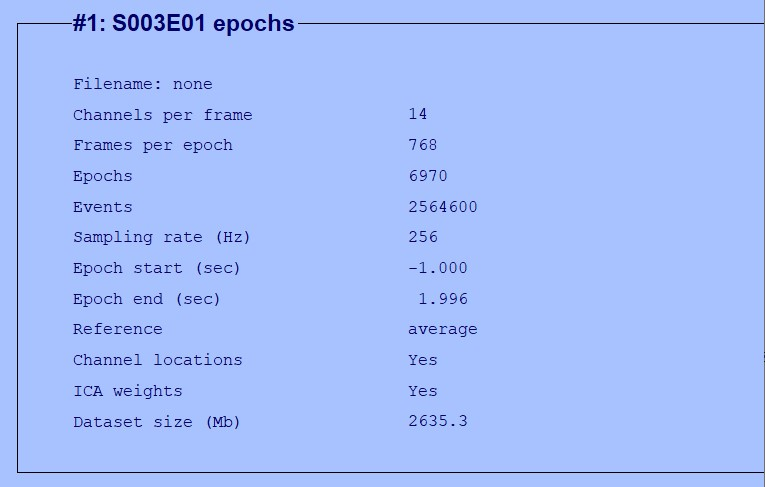 #1: S003E01 epochs
Filename: none
Channels per frame 14
Frames per epoch 768
Epochs 6970
Events 2564600
Sampling rate (Hz) 256
Epoch start (sec) -1.000
Epoch end (sec) 1.996
Reference average
Channel locations Yes
ICA weights Yes
Dataset size (Mb) 2635.3